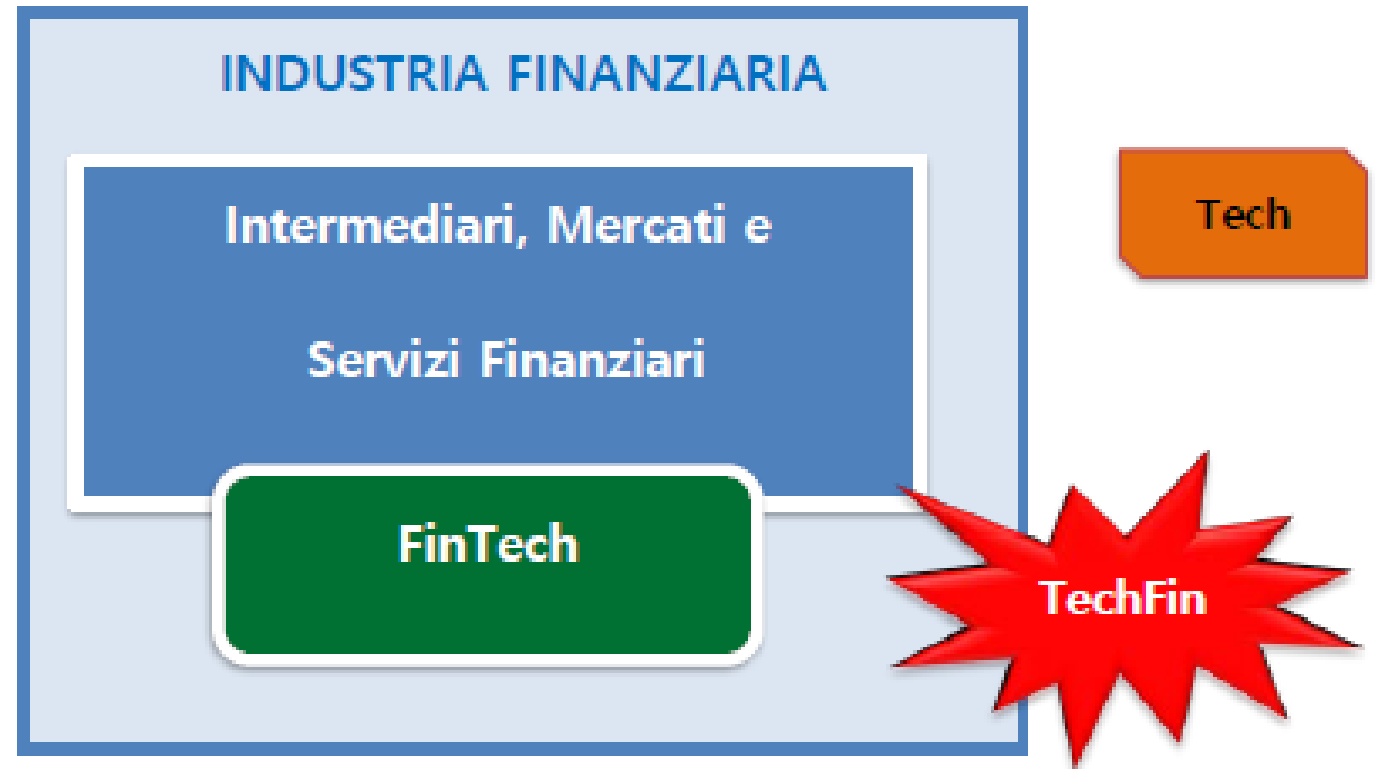 INDUSTRIA FINANZIARIA
Intermediari, Mercati e
Servizi Finanziari
FinTech
Tech
TechFin